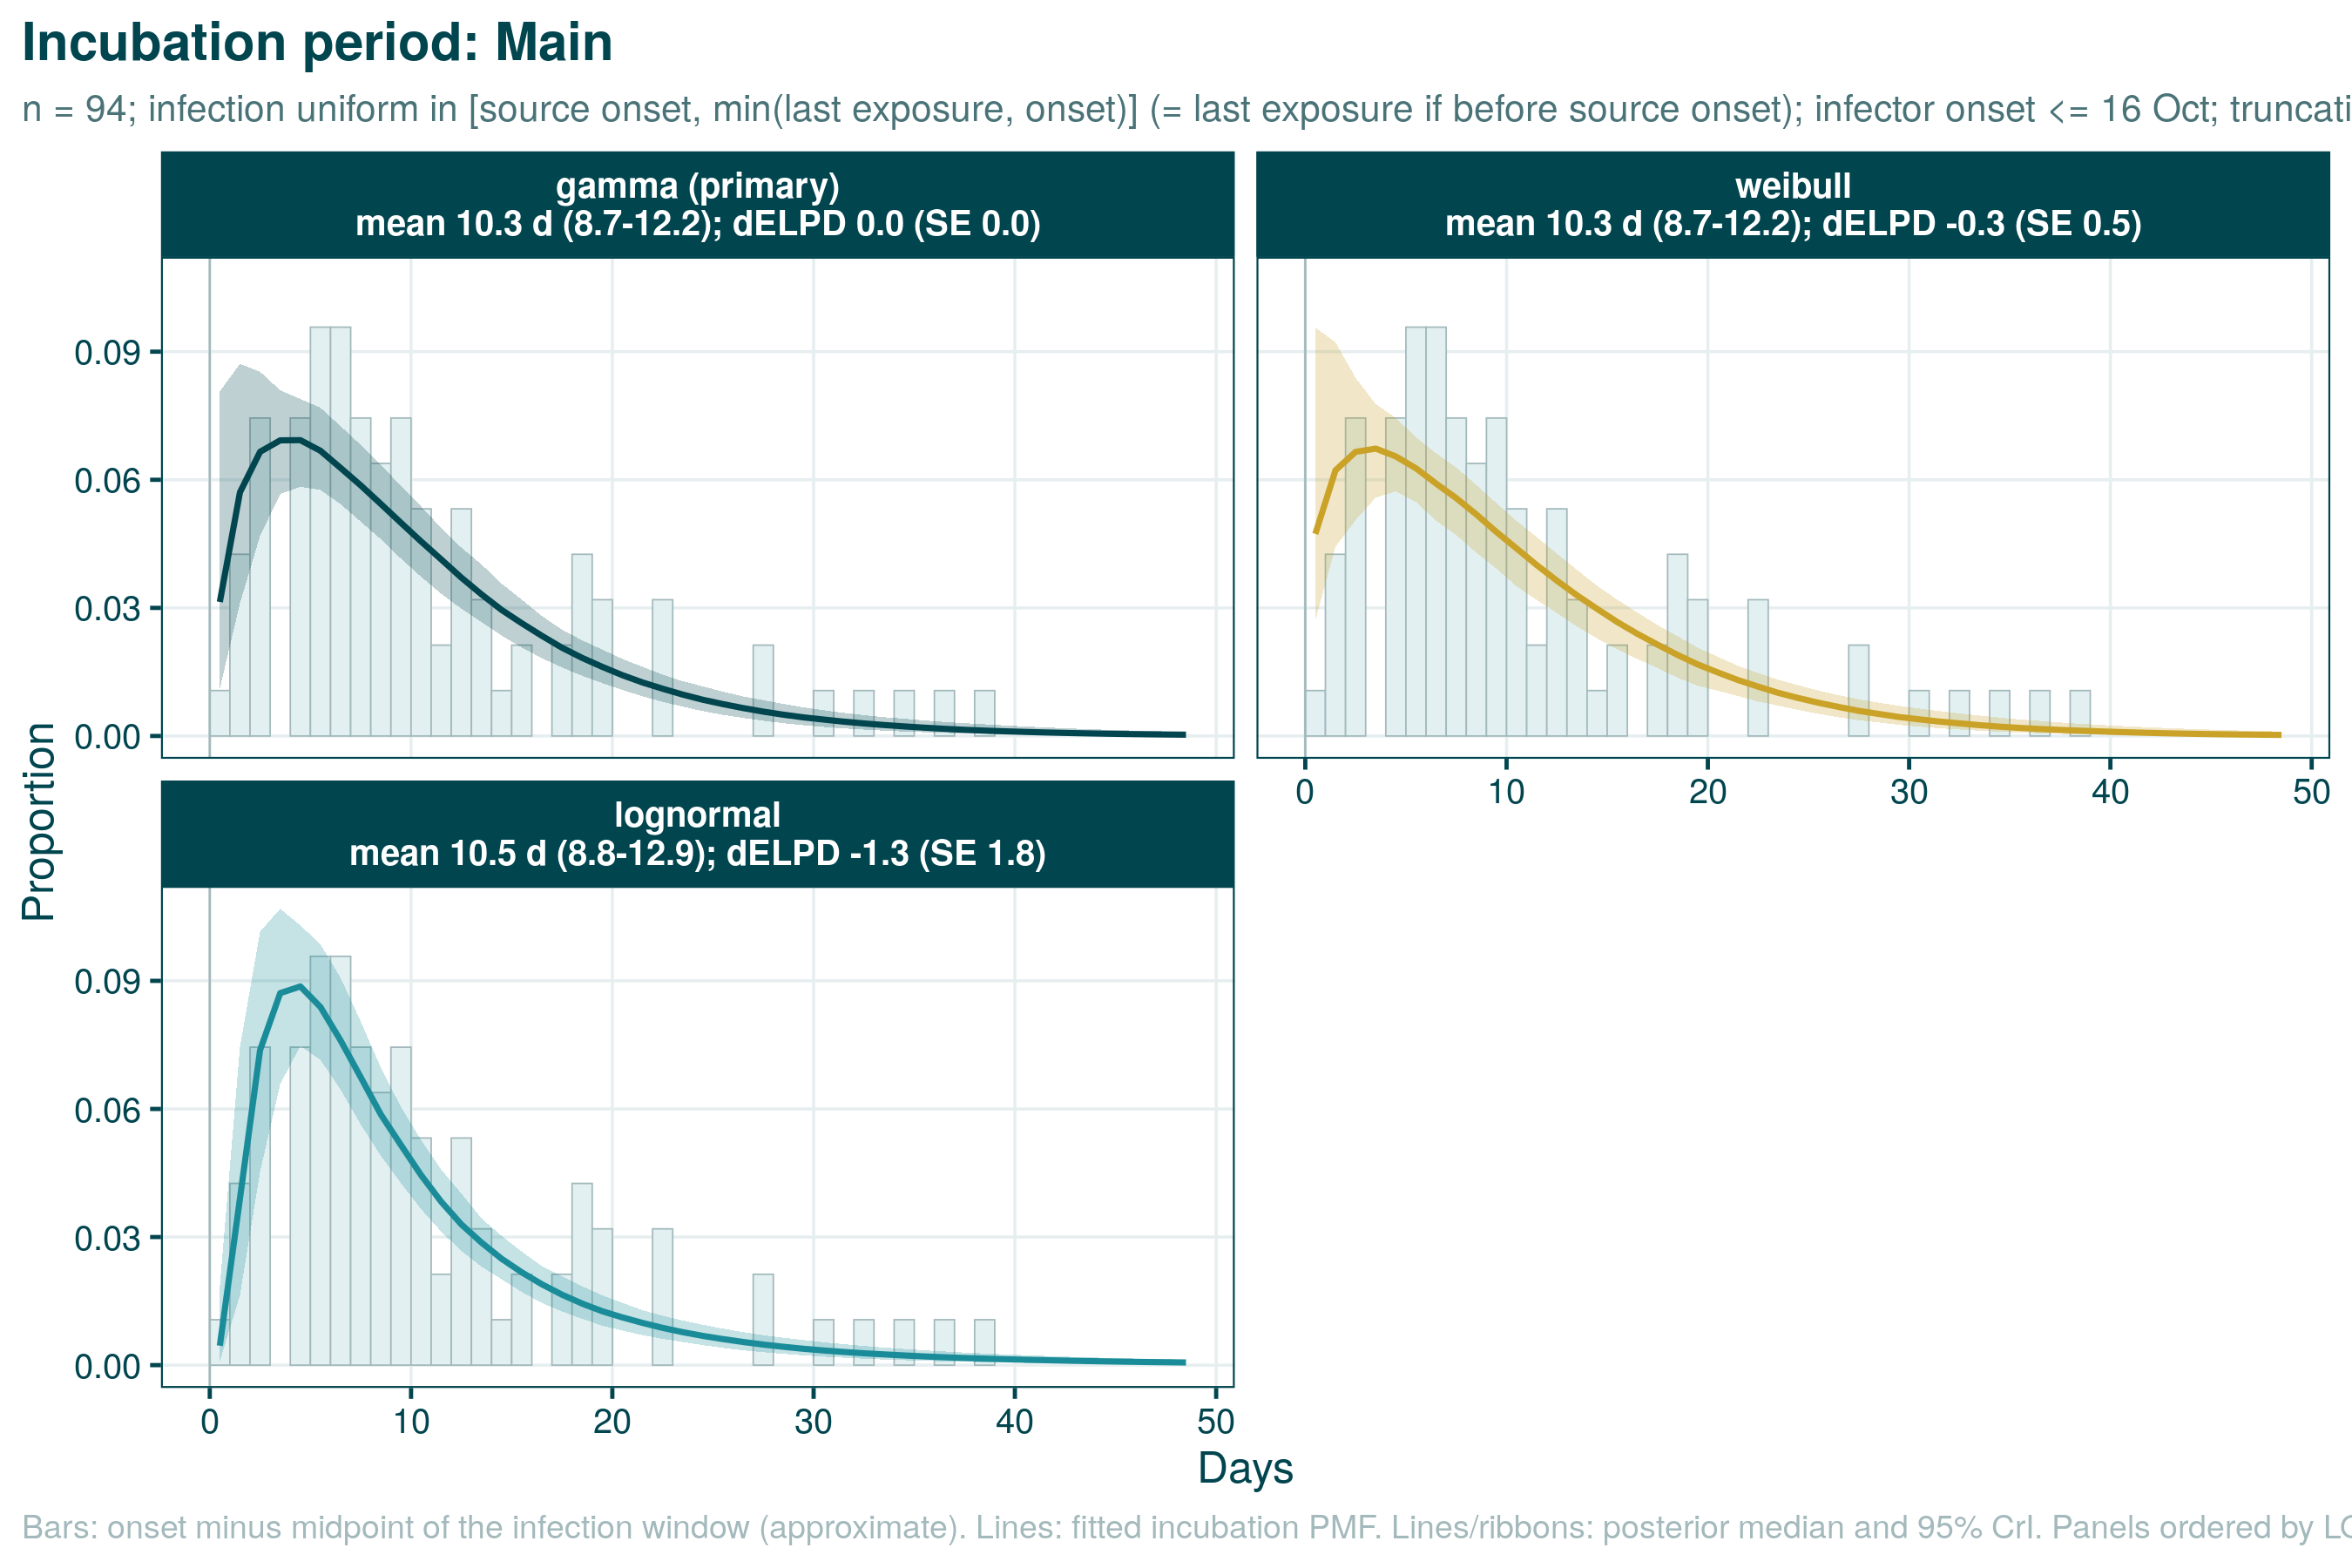 Incubation period: Main
n = 94; infection uniform in [source onset, min(last exposure, onset)] (= last exposure if before source onset); infector onset <= 16 Oct; truncati
gamma (primary)
mean 10.3 d (8.7-12.2); dELPD 0.0 (SE 0.0)
weibull
mean 10.3 d (8.7-12.2); dELPD -0.3 (SE 0.5)
0.09
0.06
0.03
0.00
0 10 20 30 40 50
lognormal
mean 10.5 d (8.8-12.9); dELPD -1.3 (SE 1.8)
Proportion
0.09
0.06
0.03
0.00
0 10 20 30 40 50
Days
Bars: onset minus midpoint of the infection window (approximate). Lines: fitted incubation PMF. Lines/ribbons: posterior median and 95% CrI. Panels ordered by LO